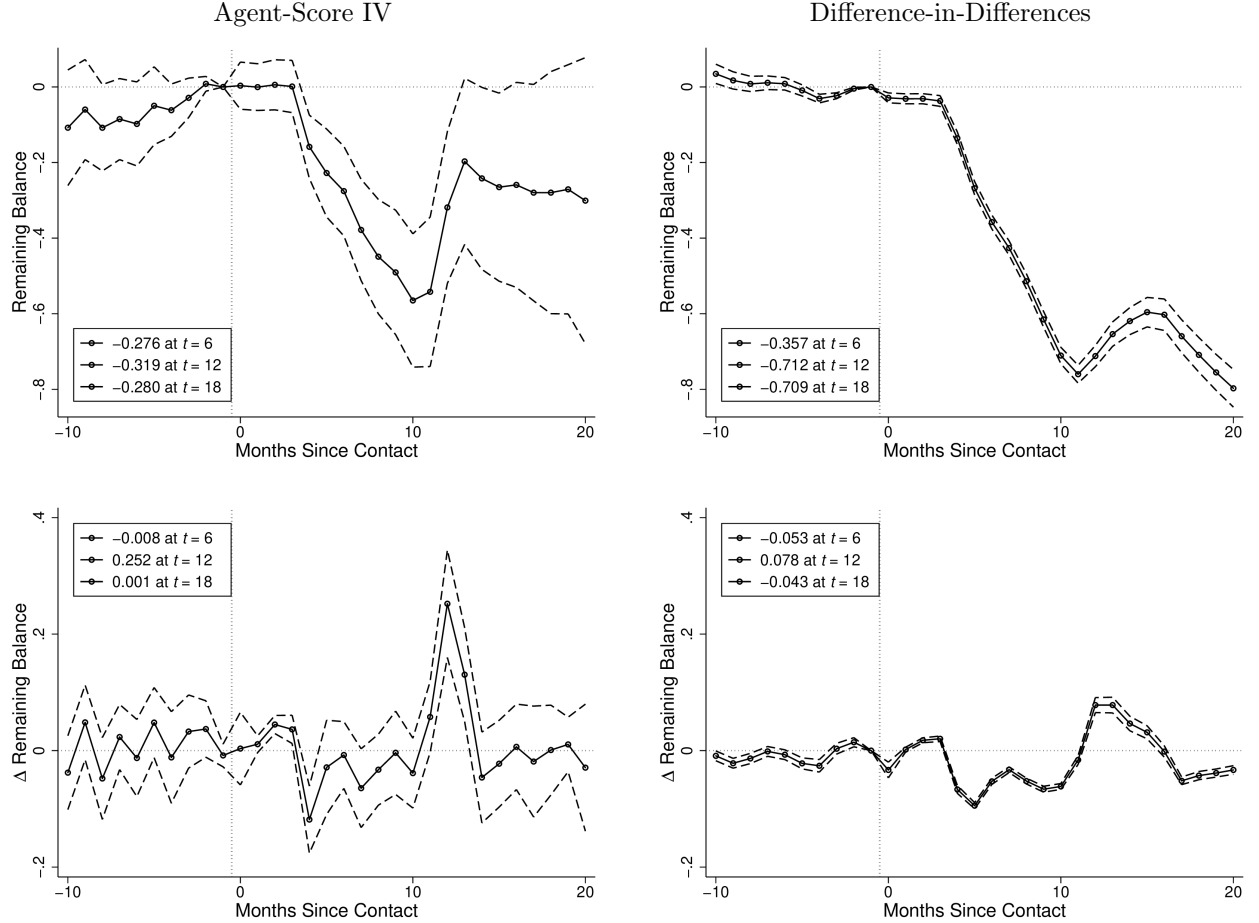 Agent-Score IV
Difference-in-Differences
0
-.2
-.4
-.6
-.8
Remaining Balance
−0.276 at t = 6
−0.319 at t = 12
−0.280 at t = 18
−10
0
10
20
Months Since Contact
0
-.2
-.4
-.6
-.8
Remaining Balance
−0.357 at t = 6
−0.712 at t = 12
−0.709 at t = 18
−10
0
10
20
Months Since Contact
.4
.2
0
-.2
Δ Remaining Balance
−0.008 at t = 6
0.252 at t = 12
0.001 at t = 18
−10
0
10
20
Months Since Contact
.4
.2
0
-.2
Δ Remaining Balance
−0.053 at t = 6
0.078 at t = 12
−0.043 at t = 18
−10
0
10
20
Months Since Contact